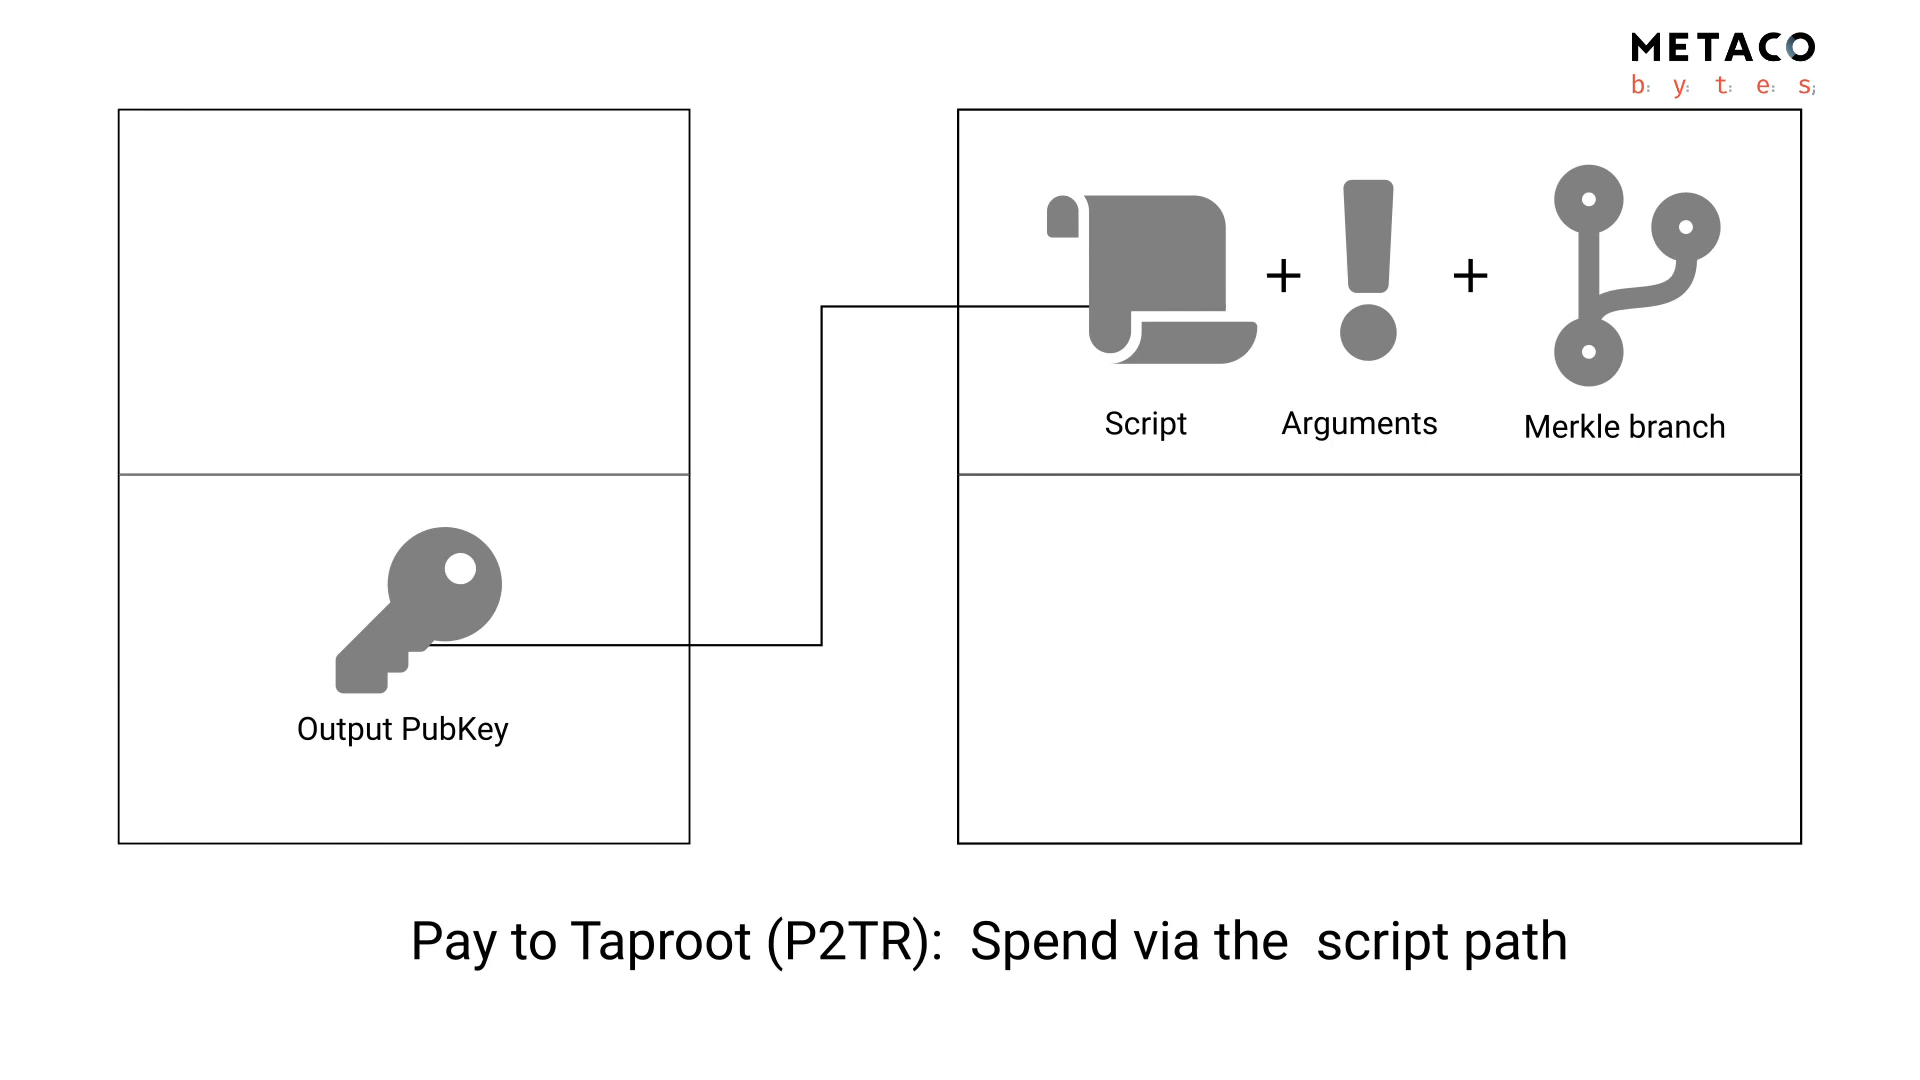 METACO
b: y: t: e: s;
+ +
Script Arguments Merkle branch
Output PubKey
Pay to Taproot (P2TR): Spend via the script path